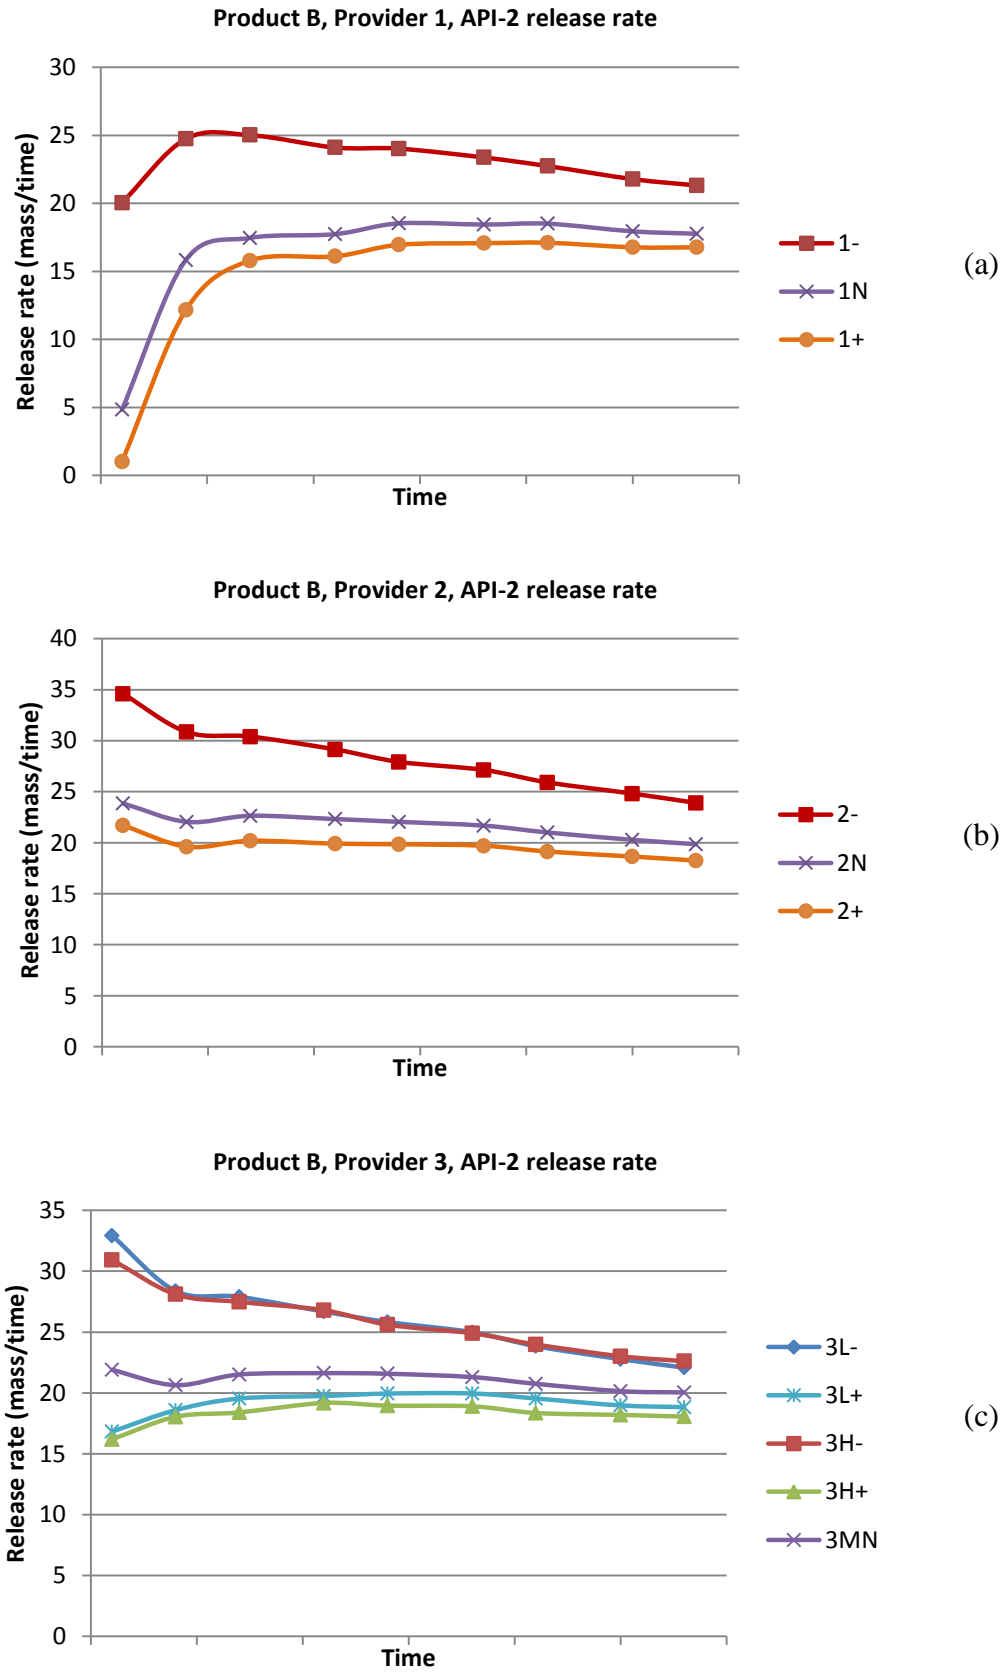 Product B, Provider 1, API-2 release rate
30
25
20
15
10
5
0
Release rate (mass/time)
Time
1-
1N
1+
(a)
Product B, Provider 2, API-2 release rate
40
35
30
25
20
15
10
5
0
Release rate (mass/time)
Time
2-
2N
2+
(b)
Product B, Provider 3, API-2 release rate
35
30
25
20
15
10
5
0
Release rate (mass/time)
Time
3L-
3L+
3H-
3H+
3MN
(c)